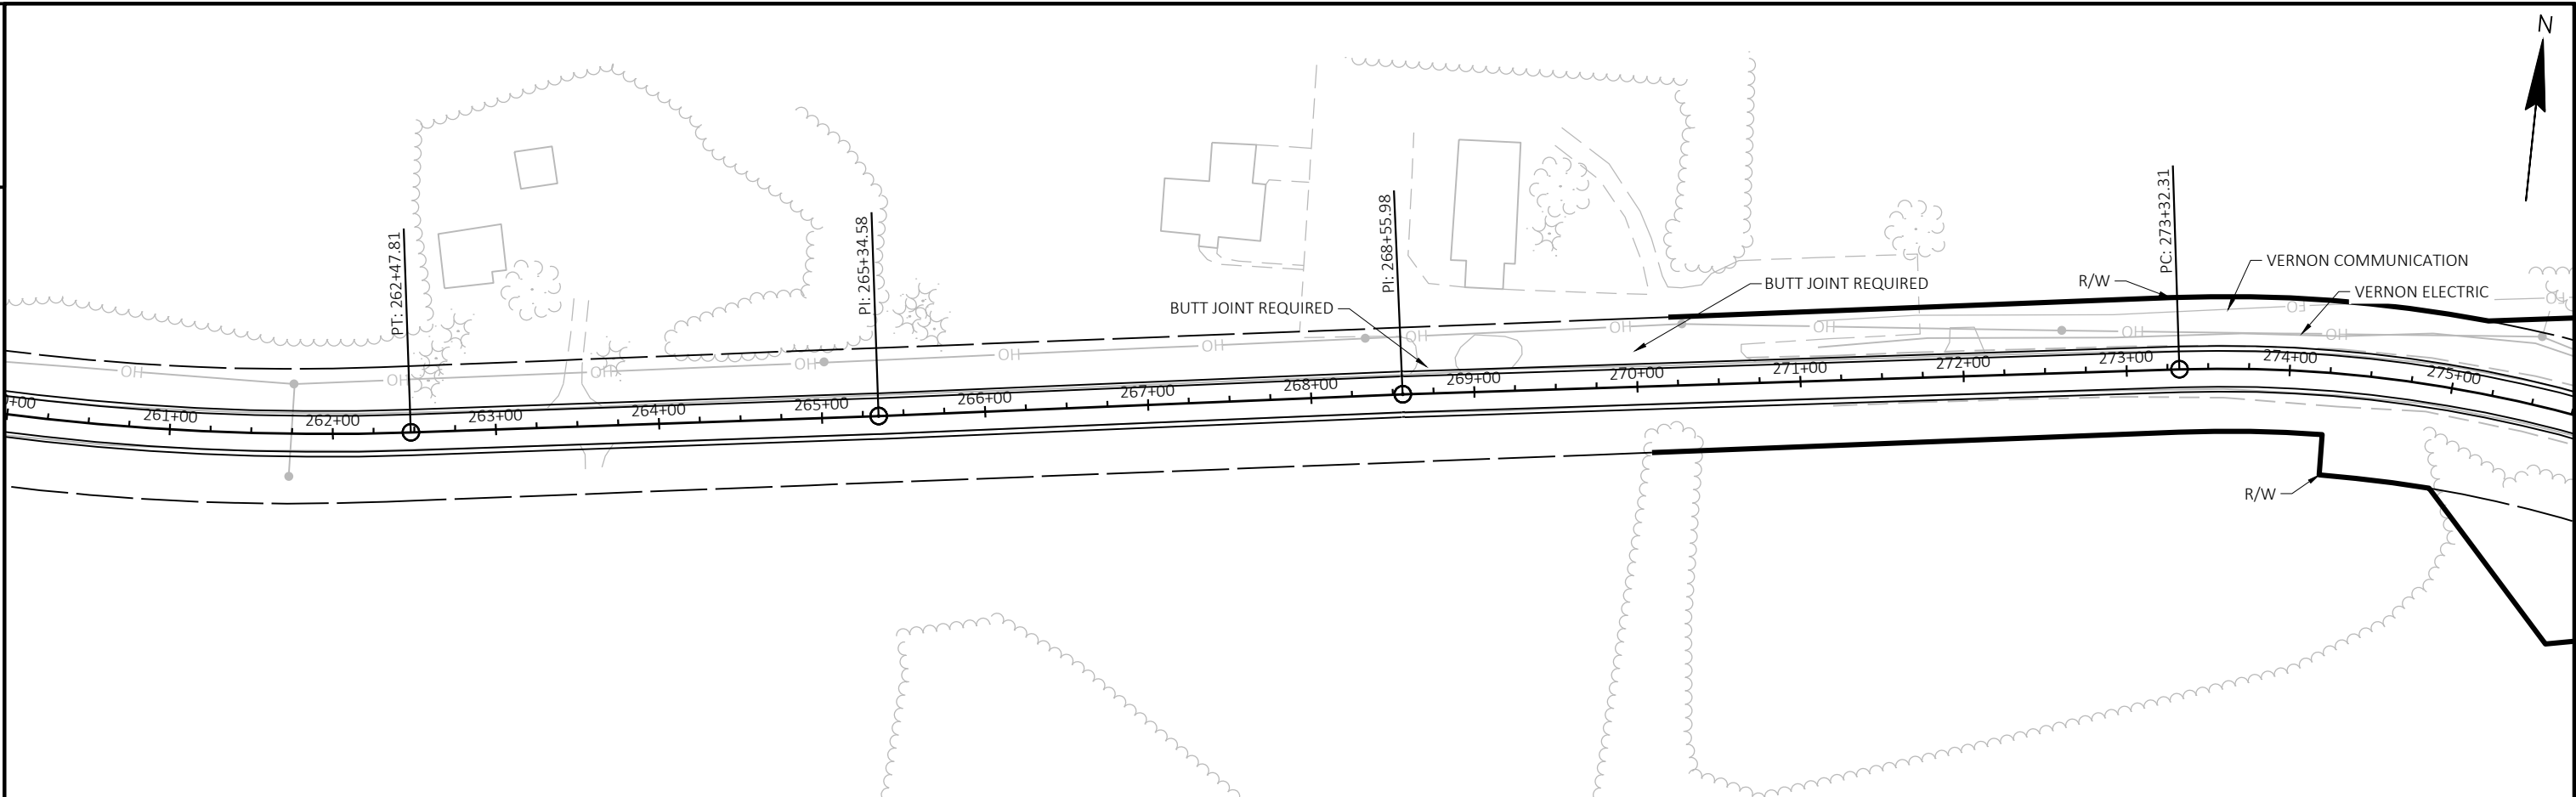 N
PT: 262+47.81
PI: 265+34.58
PI: 268+55.98
PC: 273+32.31
VERNON COMMUNICATION
R/W
BUTT JOINT REQUIRED
VERNON ELECTRIC
BUTT JOINT REQUIRED
OH
OH
OH
OH
OH
OH
OH
OH
OH
OH
OH
FO
FO
+00
261+00
262+00
263+00
264+00
265+00
266+00
267+00
268+00
269+00
270+00
271+00
272+00
273+00
274+00
275+00
R/W